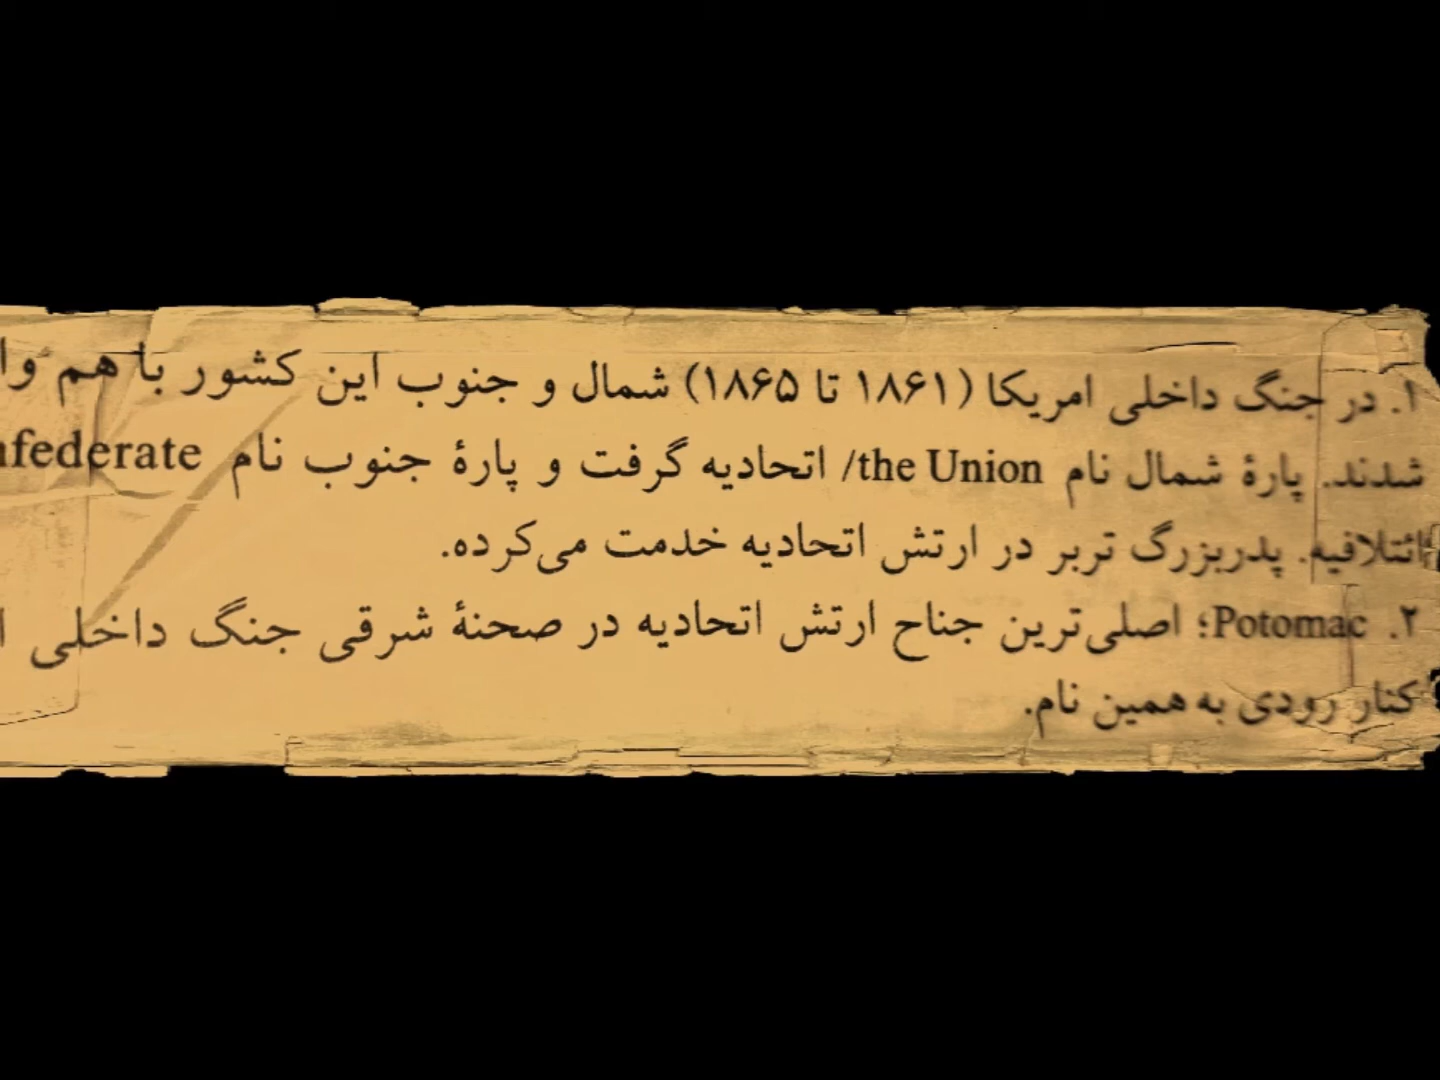 ۱. در جنگ داخلی امریکا (۱۸۶۱ تا ۱۸۶۵) شمال و جنوب این کشور با هم
شدند. پارهٔ شمال نام the Union/ اتحادیه گرفت و پارهٔ جنوب نام
ائتلافیه. پدربزرگ تربر در ارتش اتحادیه خدمت می‌کرده.
۲. Potomac؛ اصلی‌ترین جناح ارتش اتحادیه در صحنهٔ شرقی جنگ داخلی
کنار رودی به همین نام.